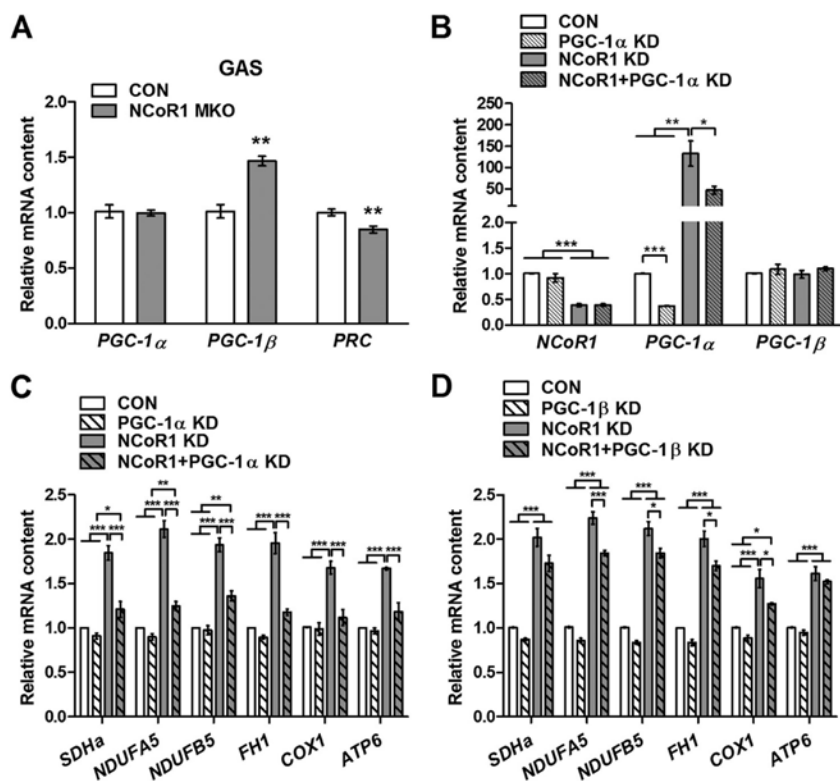 A
GAS
CON
NCoR1 MKO
Relative mRNA content
2.0
1.5
1.0
0.5
0.0
**
**
PGC-1α
PGC-1β
PRC
B
CON
PGC-1α KD
NCoR1 KD
NCoR1+PGC-1α KD
Relative mRNA content
250
200
150
100
50
2.0
1.5
1.0
0.5
0.0
***
***
**
*
NCoR1
PGC-1α
PGC-1β
C
CON
PGC-1α KD
NCoR1 KD
NCoR1+PGC-1α KD
Relative mRNA content
2.5
2.0
1.5
1.0
0.5
0.0
*
*** ***
**
*** ***
**
*** ***
*** ***
*** ***
*** ***
SDHa
NDUFA5
NDUFB5
FH1
COX1
ATP6
D
CON
PGC-1β KD
NCoR1 KD
NCoR1+PGC-1β KD
Relative mRNA content
2.5
2.0
1.5
1.0
0.5
0.0
***
***
***
***
*
***
*
*
*** *
***
SDHa
NDUFA5
NDUFB5
FH1
COX1
ATP6